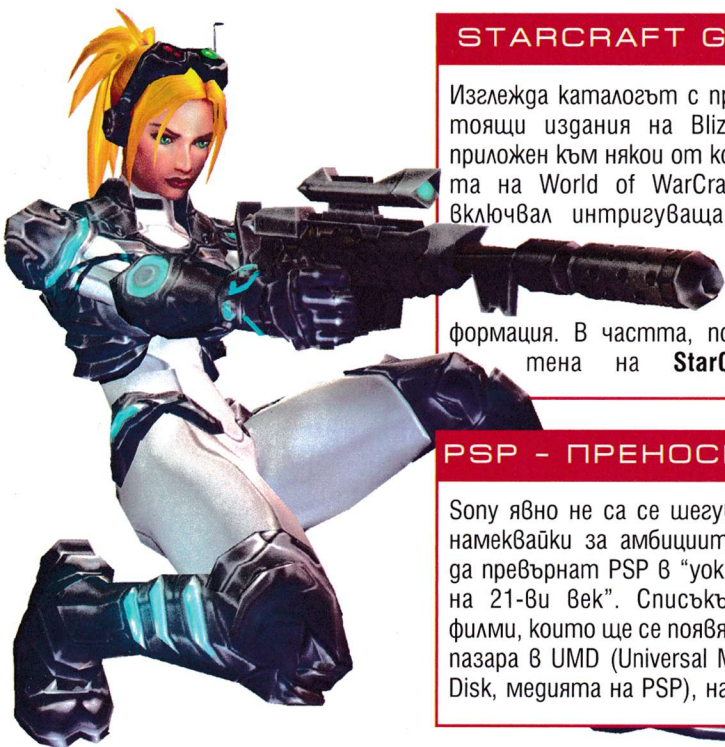 STARCRAFT G
Изглежда каталогът с пр
тоящи издания на Bliz
приложен към някои от ко
та на World of WarCra
включвал интригуваща
формация. В частта, по
тена на StarC
PSP - ПРЕНОСИ
Sony явно не са се шегув
намеквайки за амбициит
да превърнат PSP в "уок
на 21-ви век". Списъкъ
филми, които ще се появя
пазара в UMD (Universal M
Disk, медията на PSP), на